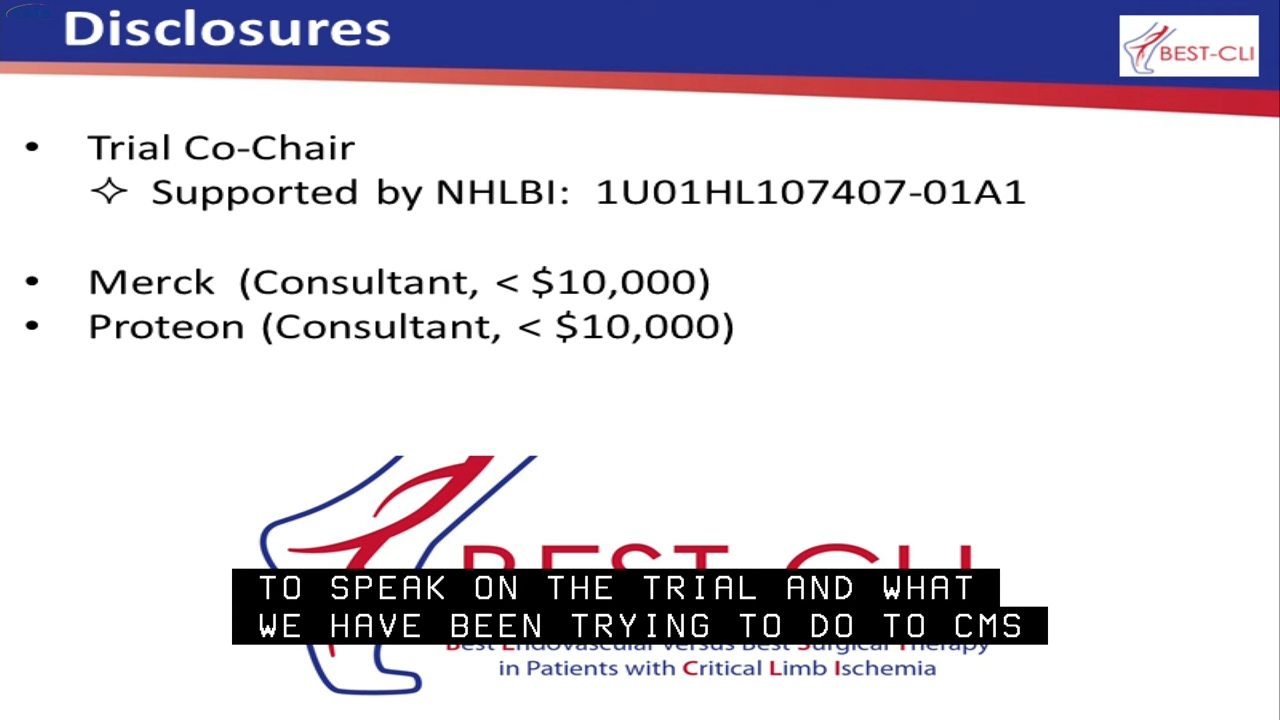 Disclosures
BEST-CLI
• Trial Co-Chair
✧ Supported by NHLBI: 1U01HL107407-01A1
• Merck (Consultant, < $10,000)
• Proteon (Consultant, < $10,000)
BEST-CLI
TO SPEAK ON THE TRIAL AND WHAT
WE HAVE BEEN TRYING TO DO TO CMS
Best Endovascular versus Best Surgical Therapy
in Patients with Critical Limb Ischemia